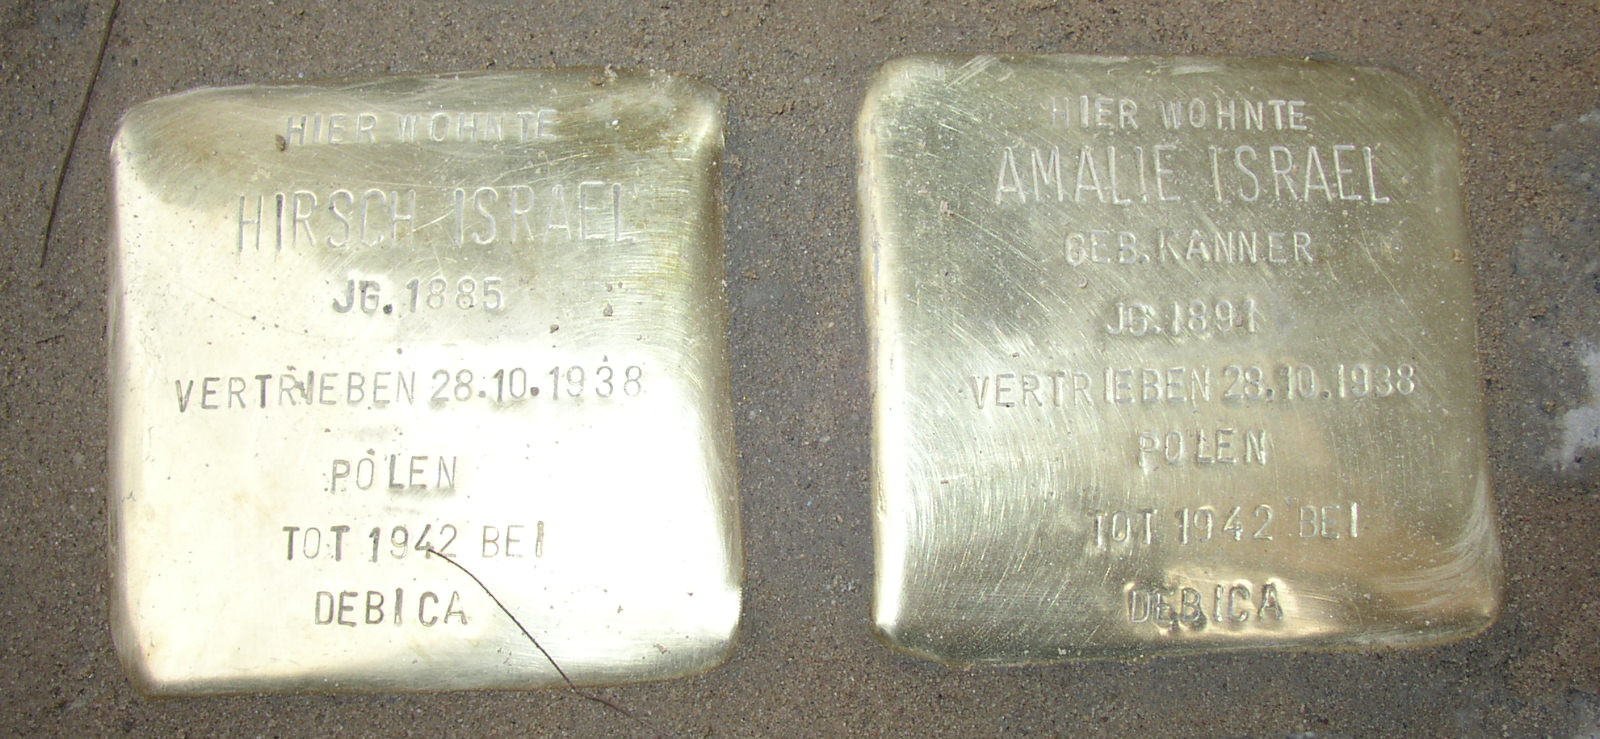 HIER WOHNTE
HIRSCH ISRAEL
JG. 1885
VERTRIEBEN 28.10.1938
POLEN
TOT 1942 BEI
DEBICA
HIER WOHNTE
AMALIE ISRAEL
GEB. KANNER
JG. 1891
VERTRIEBEN 28.10.1938
POLEN
TOT 1942 BEI
DEBICA